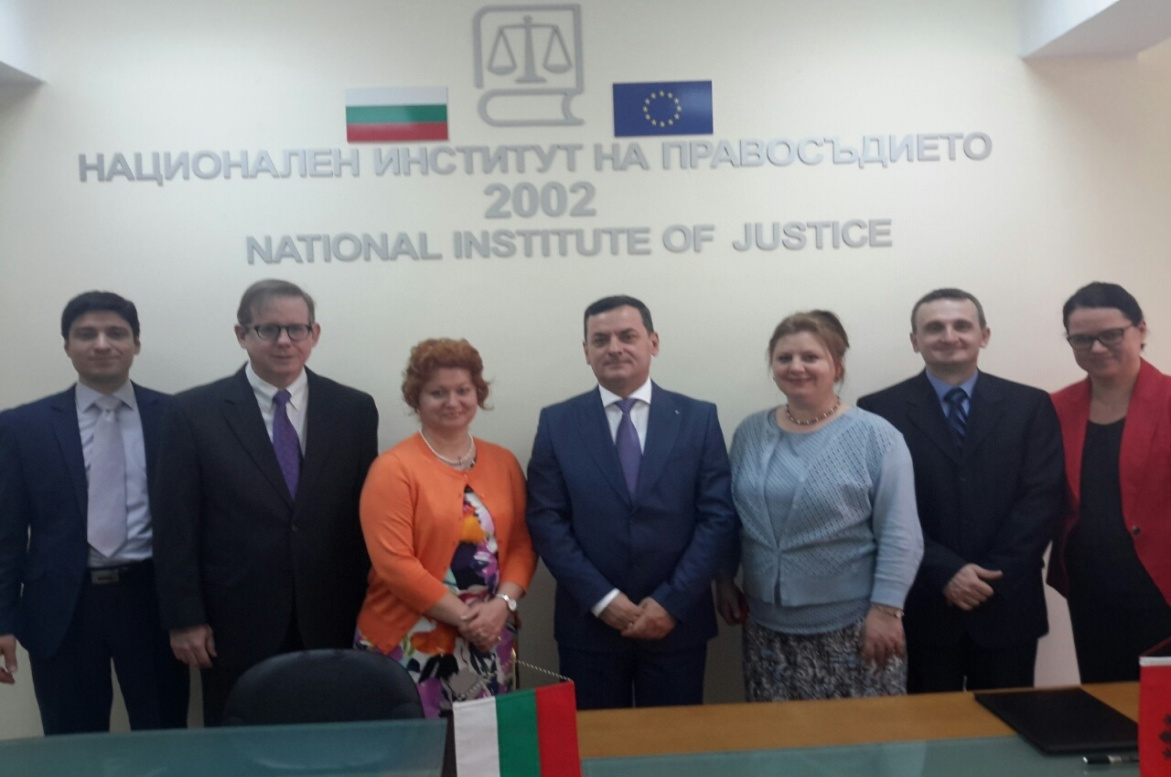 НАЦИОНАЛЕН ИНСТИТУТ НА ПРАВОСЪДИЕТО
2002
NATIONAL INSTITUTE OF JUSTICE